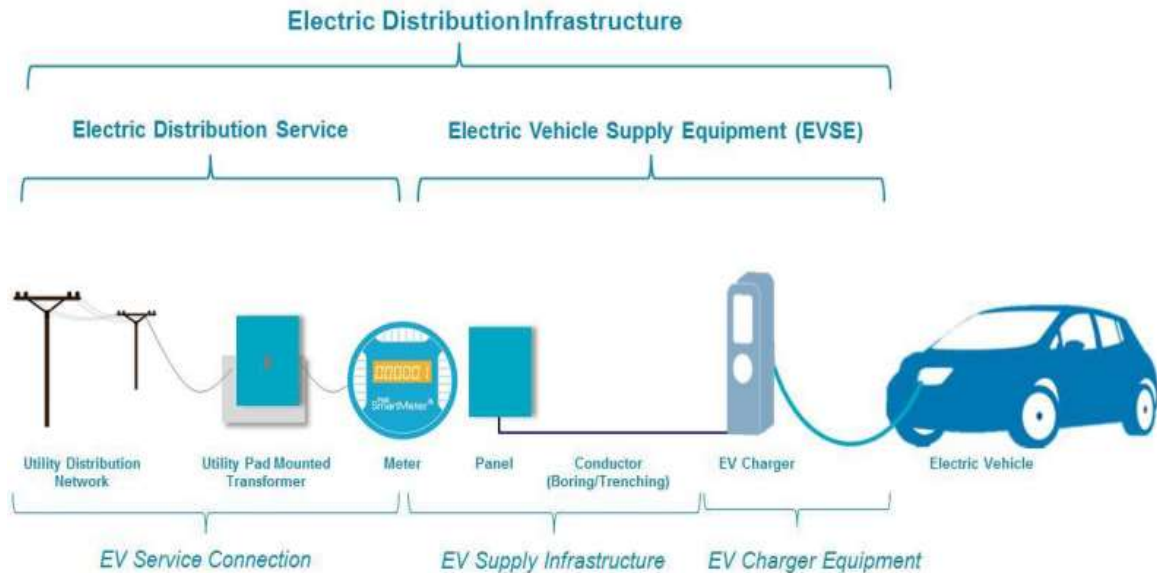 Electric Distribution Infrastructure
Electric Distribution Service
Electric Vehicle Supply Equipment (EVSE)
000001
SmartMeter
Utility Distribution
Network
Utility Pad Mounted
Transformer
Meter
Panel
Conductor
(Boring/Trenching)
EV Charger
Electric Vehicle
EV Service Connection
EV Supply Infrastructure
EV Charger Equipment